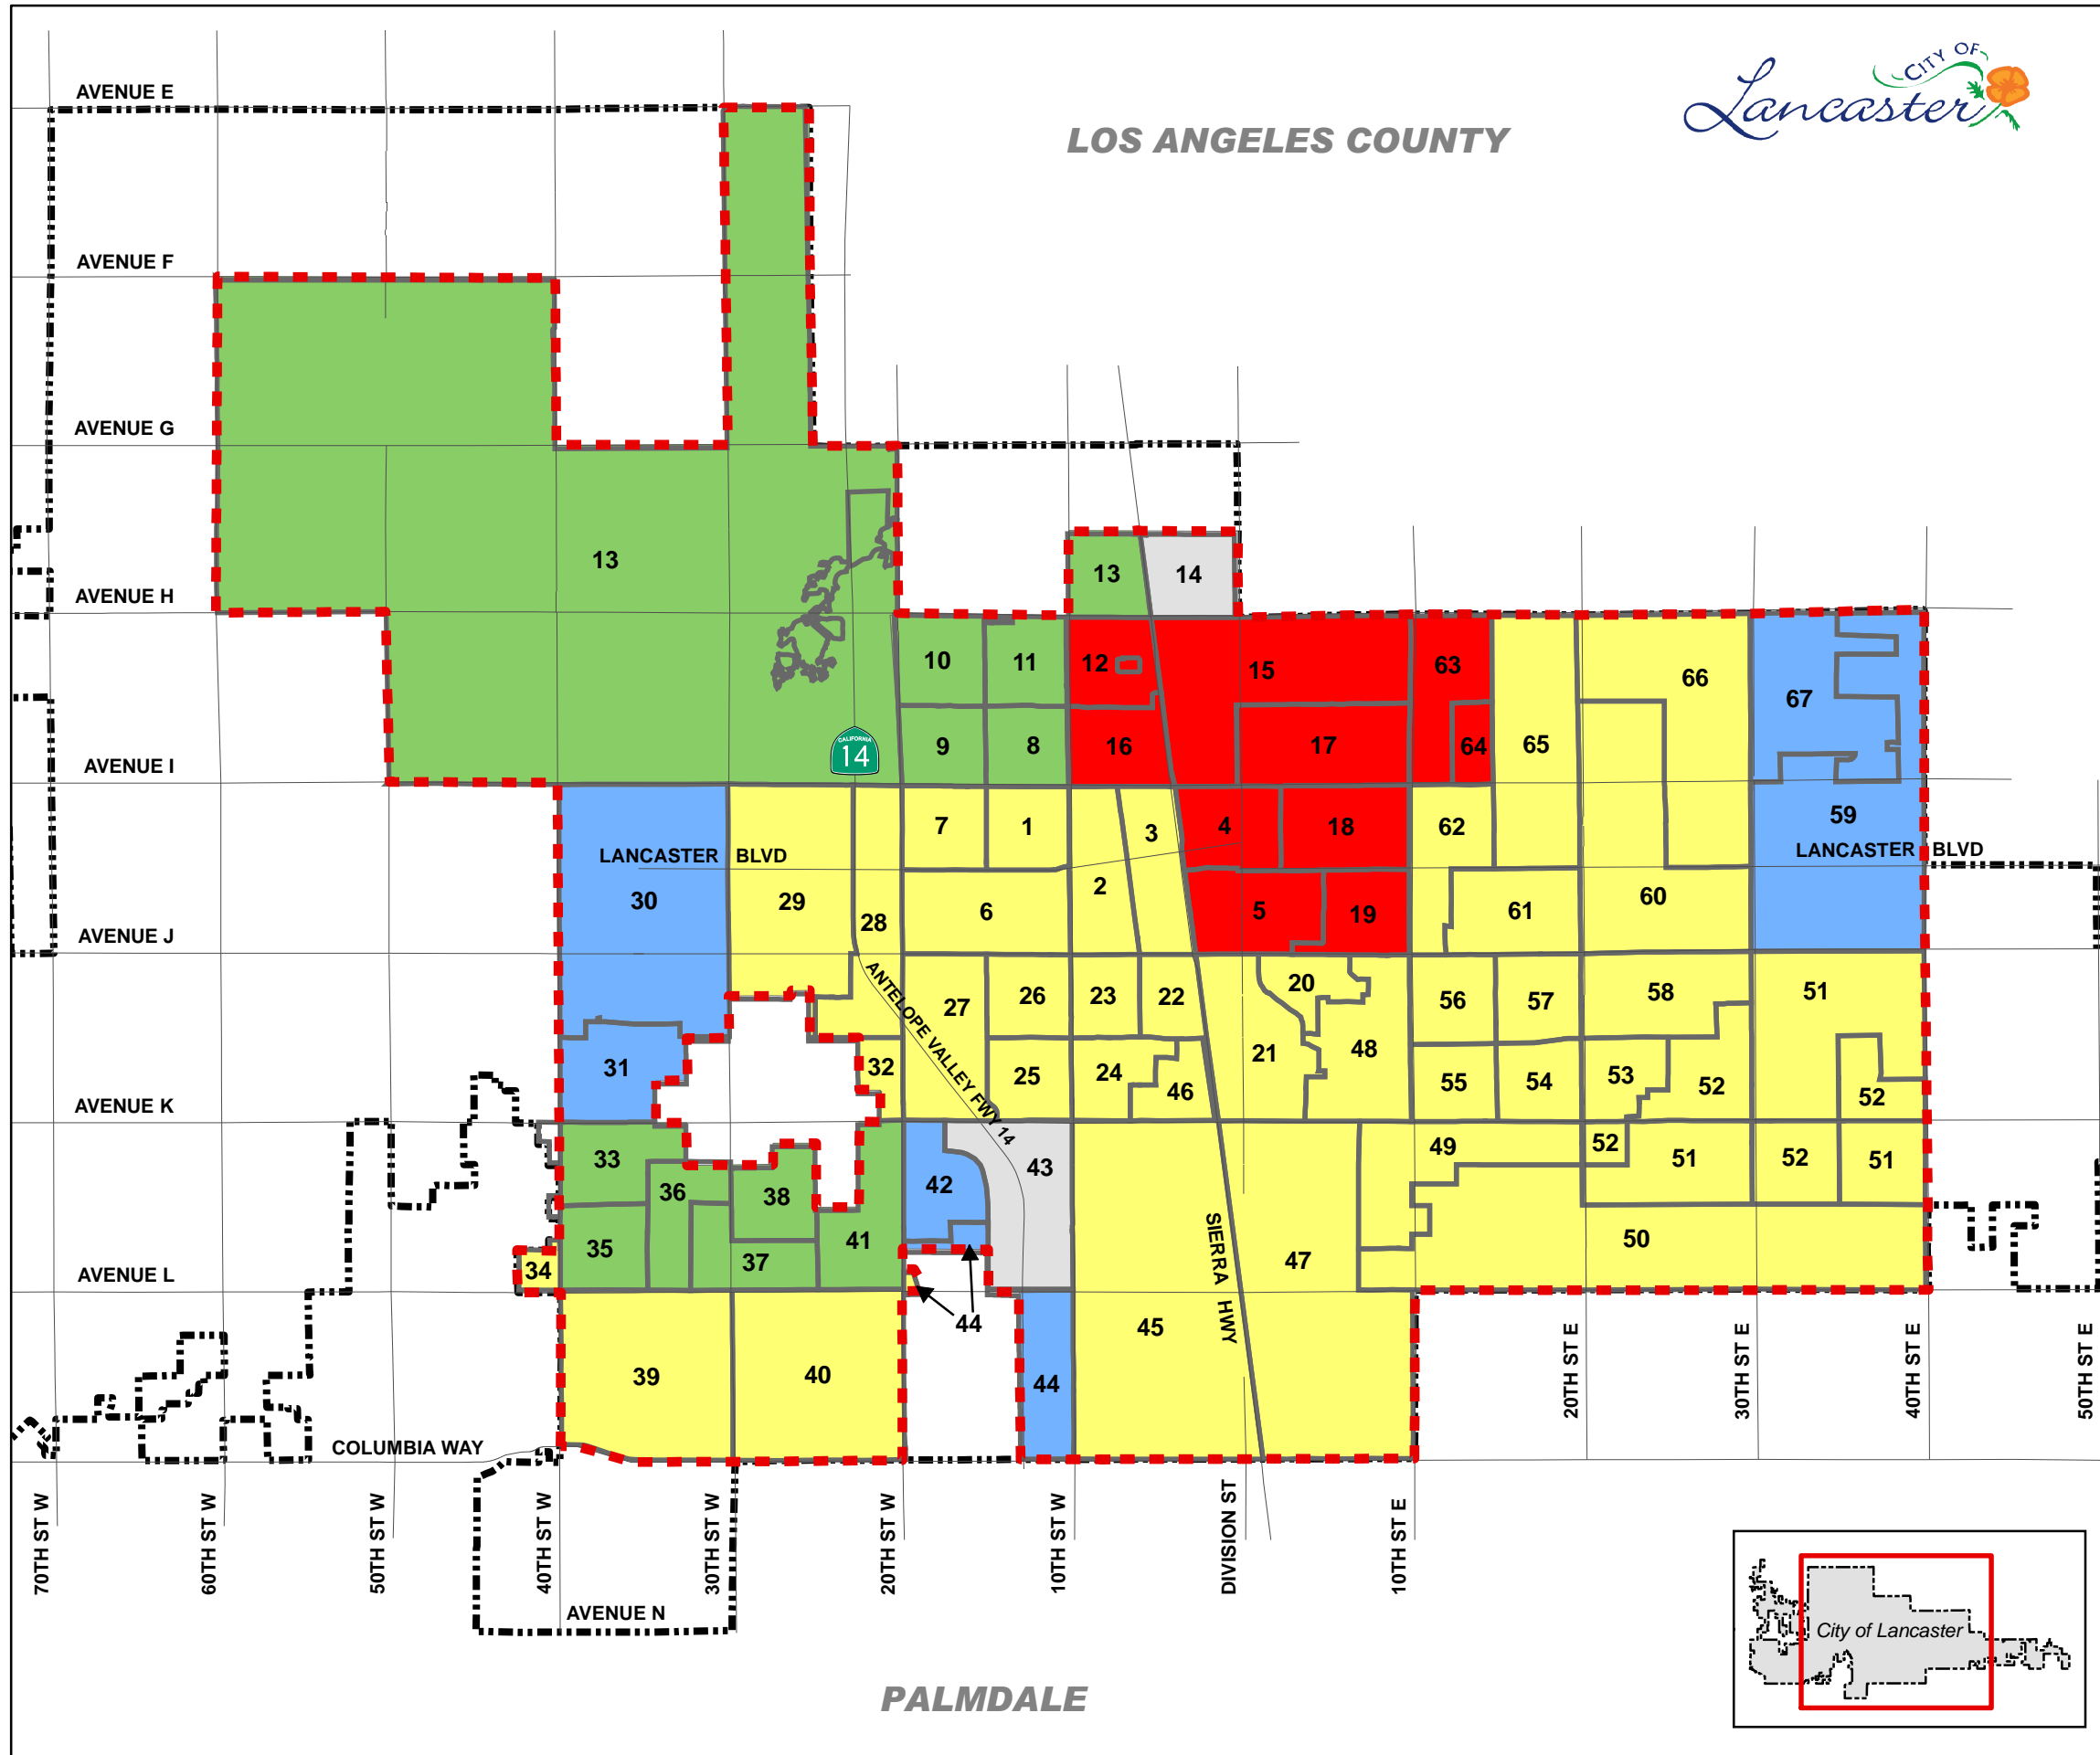 CITY OF
Lancaster
AVENUE E
LOS ANGELES COUNTY
AVENUE F
AVENUE G
13
13
14
AVENUE H
10
11
12
15
63
66
67
9
8
16
17
64
65
CALIFORNIA
14
AVENUE I
59
7
1
3
4
18
62
LANCASTER BLVD
LANCASTER BLVD
30
29
28
6
2
5
19
61
60
AVENUE J
ANTELOPE VALLEY FWY 14
27
26
23
22
20
56
57
58
51
31
32
25
24
46
21
48
55
54
53
52
52
AVENUE K
33
36
38
42
43
49
52
51
52
51
35
37
41
SIERRA HWY
47
50
34
AVENUE L
44
45
39
40
44
20TH ST E
30TH ST E
40TH ST E
50TH ST E
COLUMBIA WAY
70TH ST W
60TH ST W
50TH ST W
40TH ST W
30TH ST W
20TH ST W
10TH ST W
DIVISION ST
10TH ST E
AVENUE N
City of Lancaster
PALMDALE